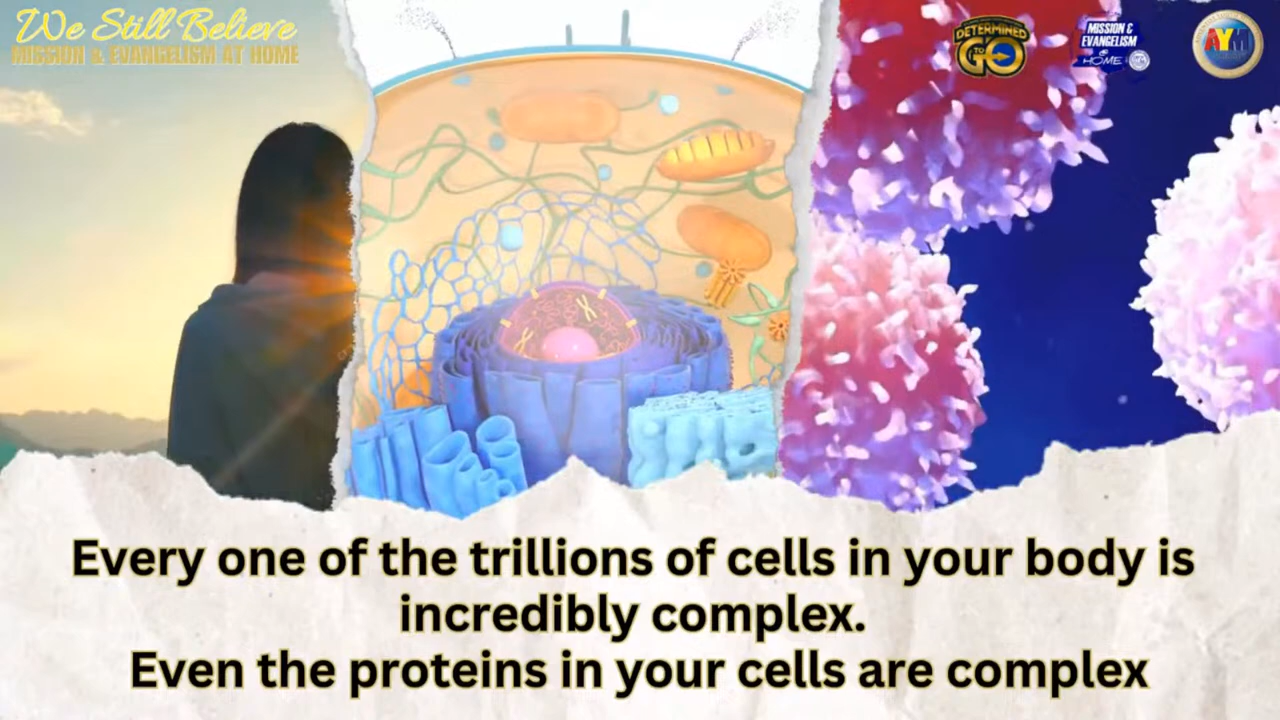 We Still Believe
MISSION & EVANGELISM AT HOME
DETERMINED
TO
GO
MISSION &
EVANGELISM
@
HOME
AYM
Every one of the trillions of cells in your body is
incredibly complex.
Even the proteins in your cells are complex